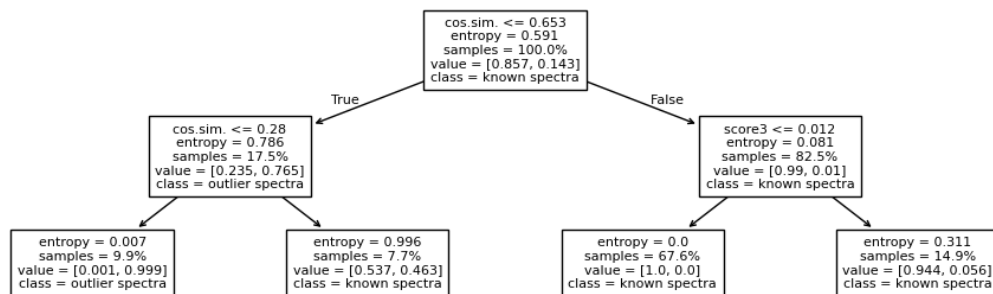 cos.sim. <= 0.653
entropy = 0.591
samples = 100.0%
value = [0.857, 0.143]
class = known spectra
True
False
cos.sim. <= 0.28
entropy = 0.786
samples = 17.5%
value = [0.235, 0.765]
class = outlier spectra
score3 <= 0.012
entropy = 0.081
samples = 82.5%
value = [0.99, 0.01]
class = known spectra
entropy = 0.007
samples = 9.9%
value = [0.001, 0.999]
class = outlier spectra
entropy = 0.996
samples = 7.7%
value = [0.537, 0.463]
class = known spectra
entropy = 0.0
samples = 67.6%
value = [1.0, 0.0]
class = known spectra
entropy = 0.311
samples = 14.9%
value = [0.944, 0.056]
class = known spectra